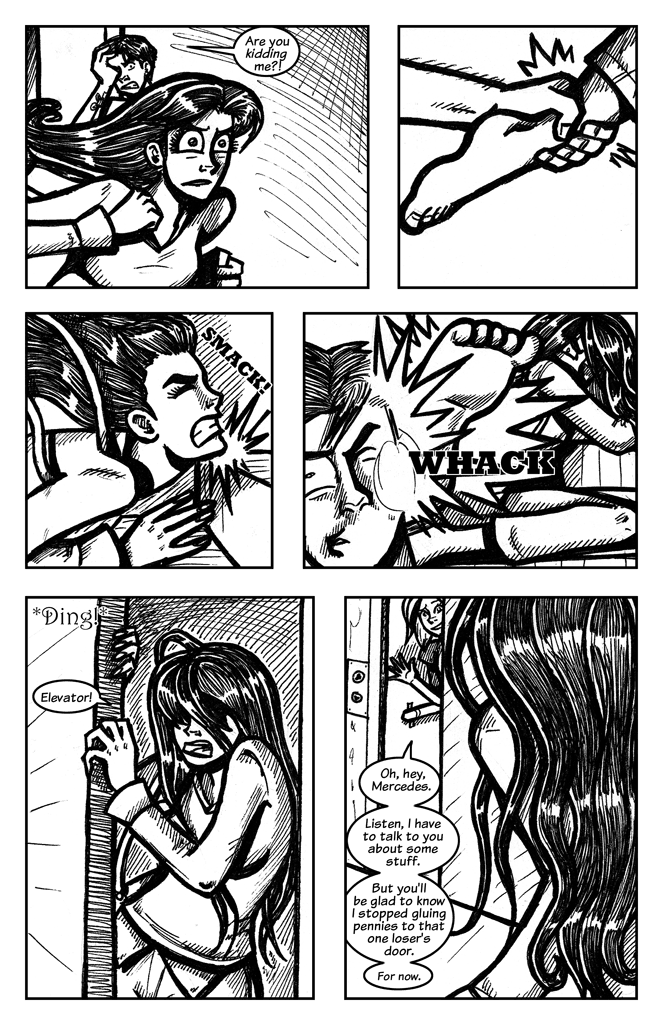 Are you
kidding
me?!
SMACK!
WHACK
*Ding!*
Elevator!
Oh, hey,
Mercedes.
Listen, I have
to talk to you
about some
stuff.
But you'll
be glad to know
I stopped gluing
pennies to that
one loser's
door.
For now.